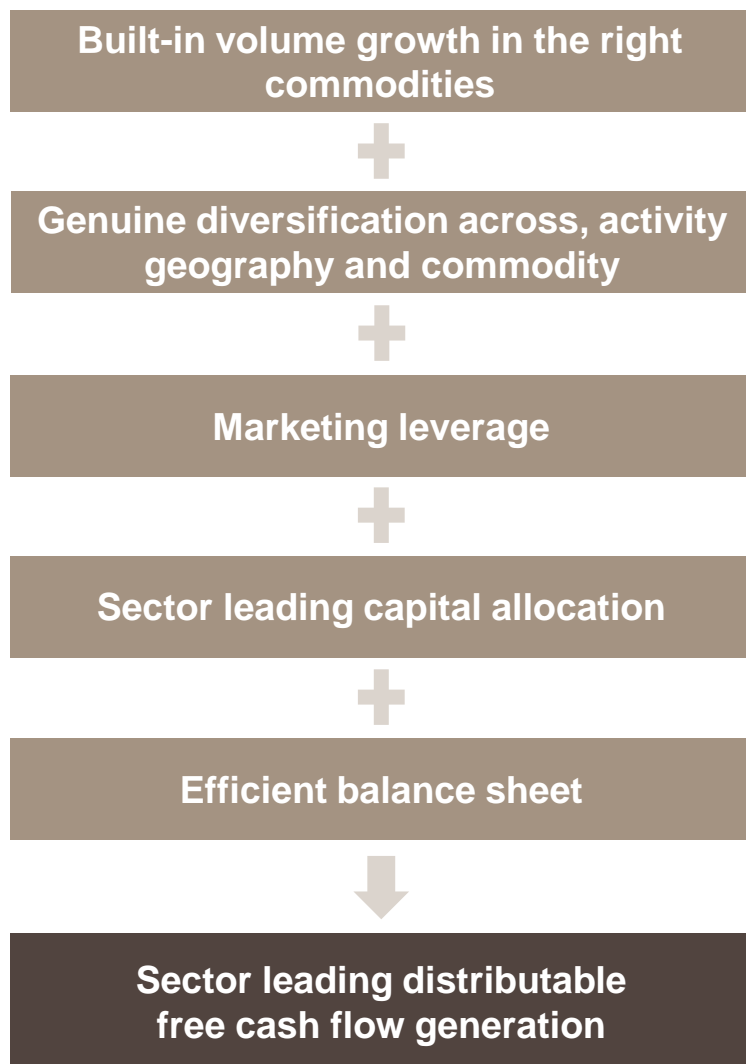 Built-in volume growth in the right
commodities
Genuine diversification across, activity
geography and commodity
Marketing leverage
Sector leading capital allocation
Efficient balance sheet
Sector leading distributable
free cash flow generation